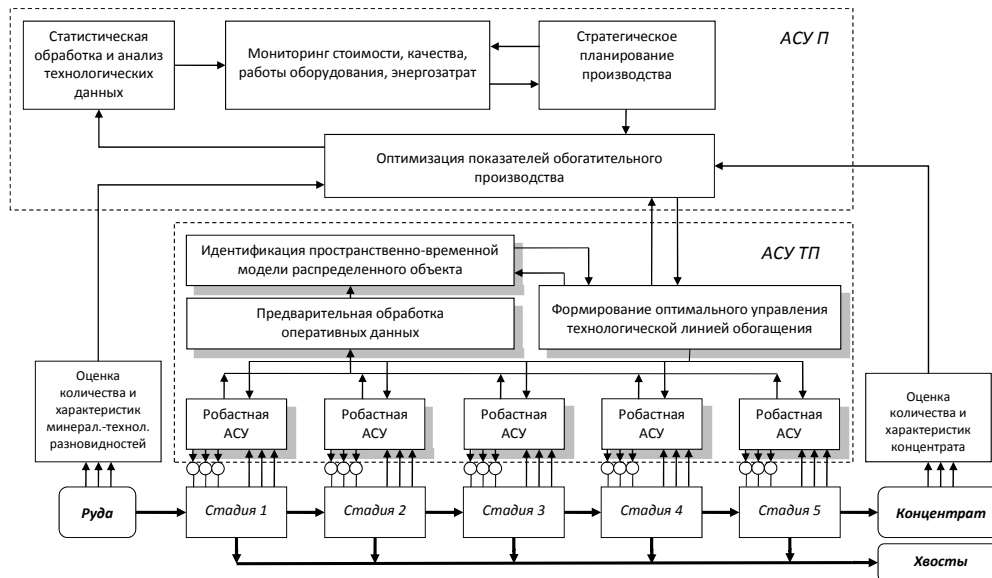 АСУ П
Статистическая
обработка и анализ
технологических
данных
Мониторинг стоимости, качества,
работы оборудования, энергозатрат
Стратегическое
планирование
производства
Оптимизация показателей обогатительного
производства
АСУ ТП
Идентификация пространственно-временной
модели распределенного объекта
Предварительная обработка
оперативных данных
Формирование оптимального управления
технологической линией обогащения
Оценка
количества и
характеристик
минерал.-технол.
разновидностей
Робастная
АСУ
Робастная
АСУ
Робастная
АСУ
Робастная
АСУ
Робастная
АСУ
Оценка
количества и
характеристик
концентрата
Руда
Стадия 1
Стадия 2
Стадия 3
Стадия 4
Стадия 5
Концентрат
Хвосты